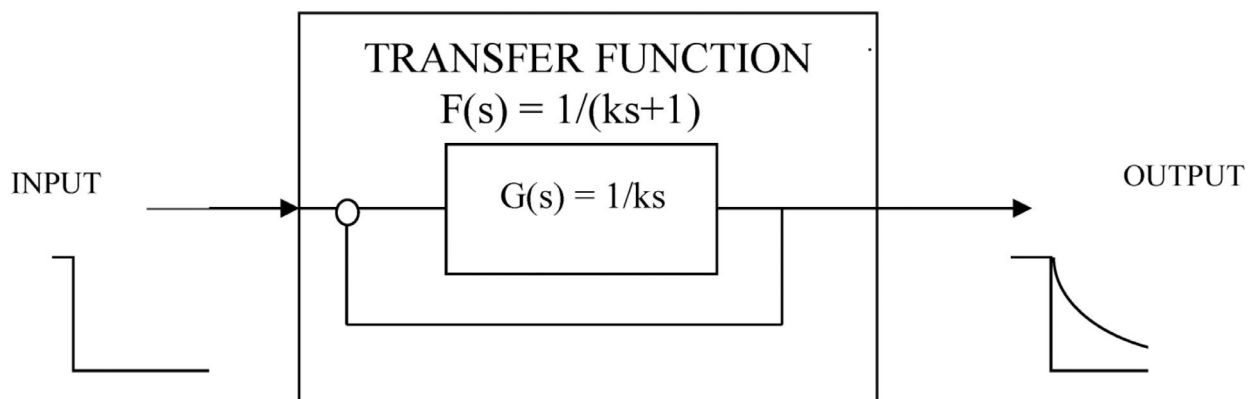 TRANSFER FUNCTION
F(s) = 1/(ks+1)
INPUT
G(s) = 1/ks
OUTPUT